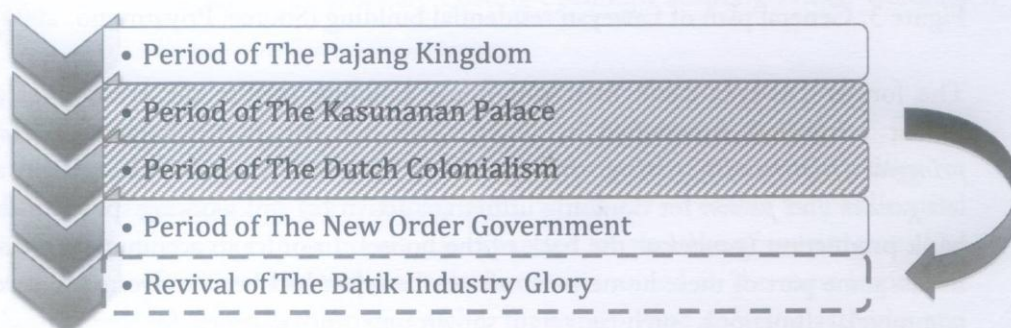 • Period of The Pajang Kingdom
• Period of The Kasunanan Palace
• Period of The Dutch Colonialism
• Period of The New Order Government
• Revival of The Batik Industry Glory